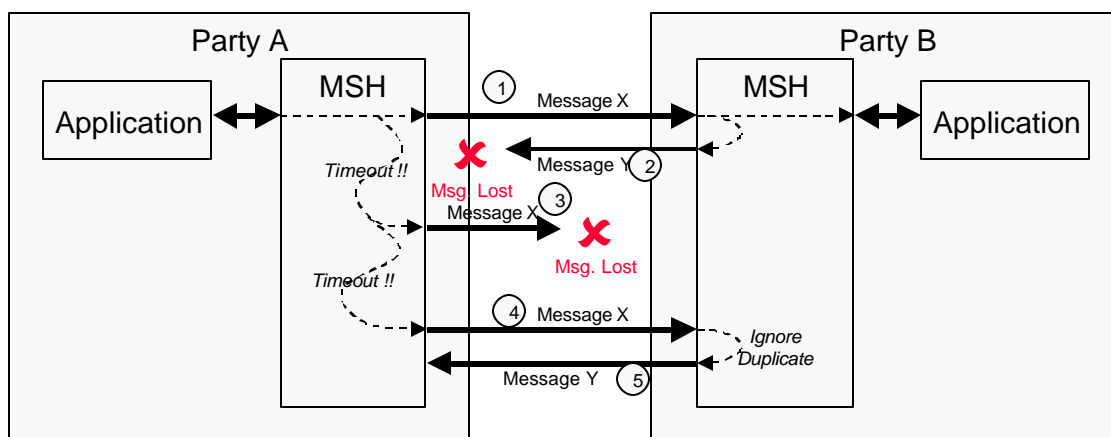 Party A
Party B
MSH
MSH
Application
Application
1
Message X
Message Y
2
Timeout !!
Msg. Lost
3
Message X
Msg. Lost
Timeout !!
4
Message X
Ignore
Duplicate
Message Y
5